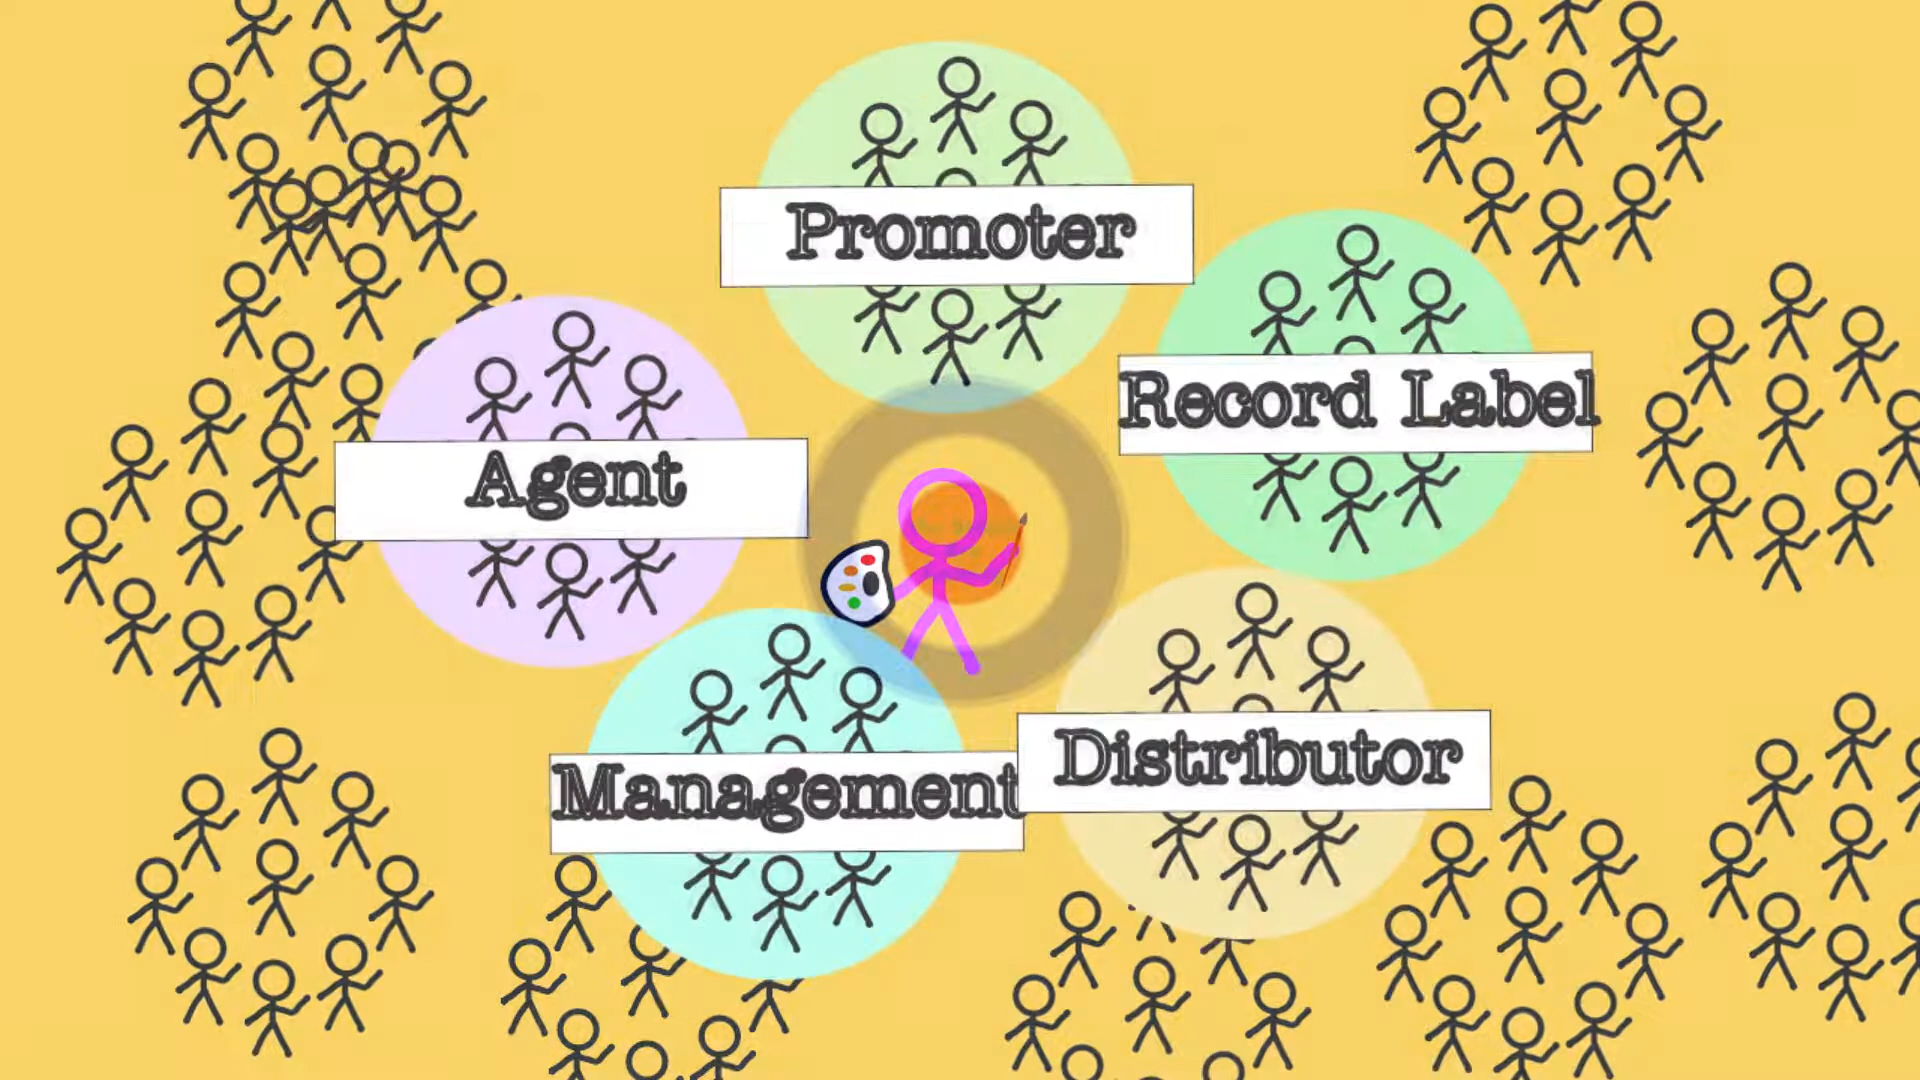 Promoter
Record Label
Agent
Distributor
Management